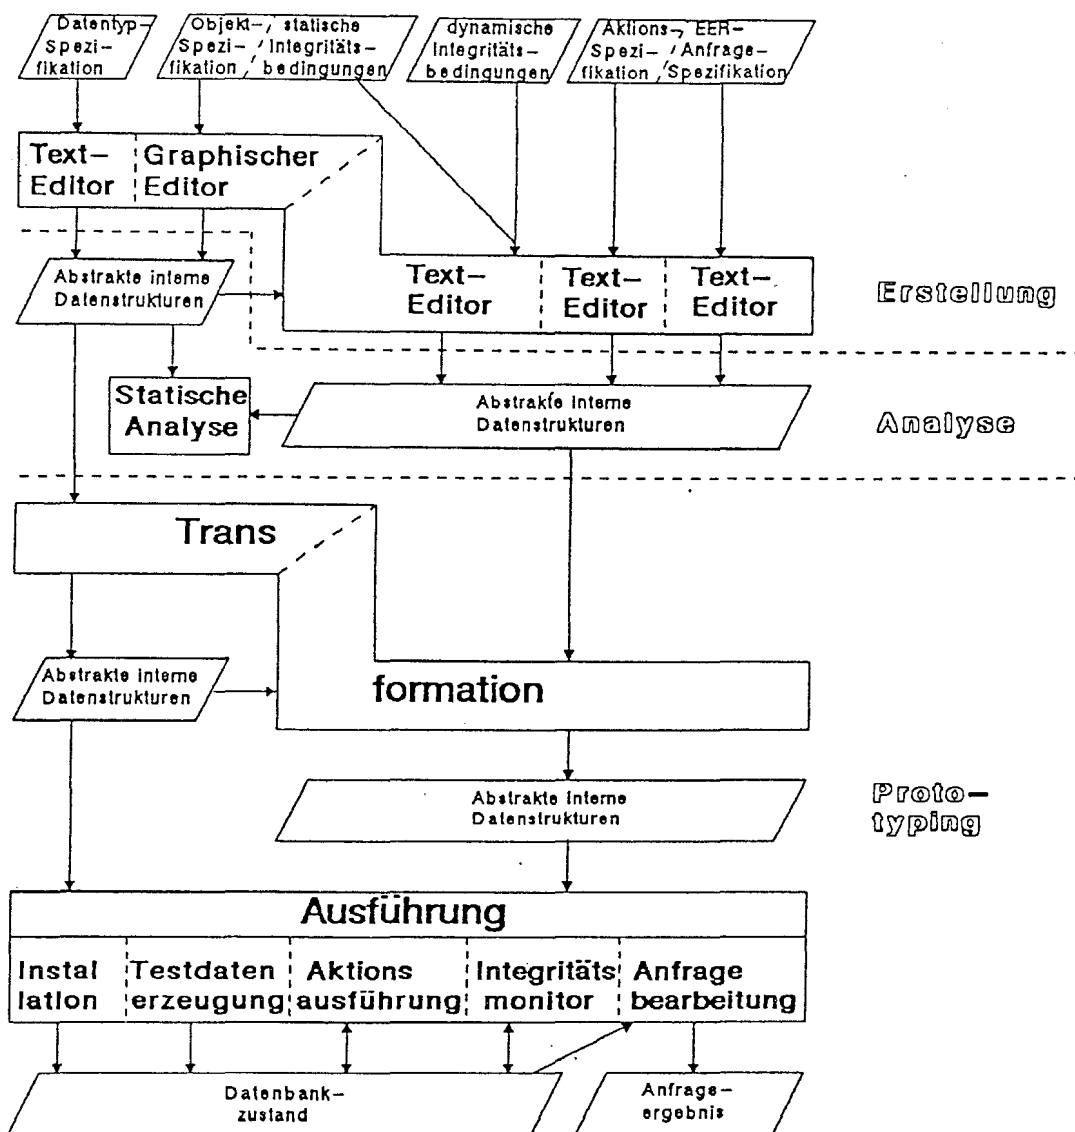 Datentyp–
Spezi–
fikation
Objekt–
Spezi–
fikation
statische
Integritäts–
bedingungen
dynamische
Integritäts–
bedingungen
Aktions–
Spezi–
fikation
EER–
Anfrage–
Spezifikation
Text–
Editor
Graphischer
Editor
Abstrakte interne
Datenstrukturen
Text–
Editor
Text–
Editor
Text–
Editor
Erstellung
Statische
Analyse
Abstrakte interne
Datenstrukturen
Analyse
Trans
Abstrakte interne
Datenstrukturen
formation
Abstrakte interne
Datenstrukturen
Proto–
typing
Ausführung
Instal
lation
Testdaten
erzeugung
Aktions
ausführung
Integritäts
monitor
Anfrage
bearbeitung
Datenbank–
zustand
Anfrage–
ergebnis